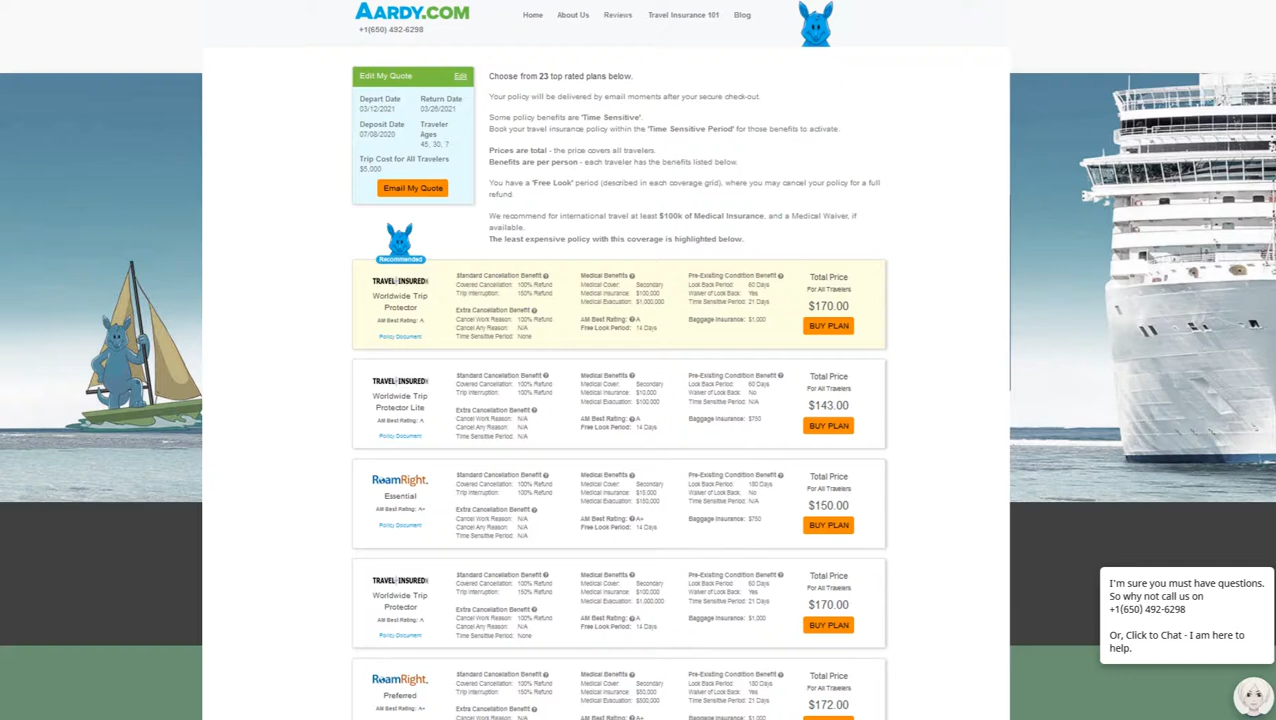 AARDY.COM
+1(650) 492-6298
Home About Us Reviews Travel Insurance 101 Blog
Edit My Quote Edit
Depart Date Return Date
03/12/2021 03/26/2021
Deposit Date Traveler Ages
07/08/2020 45, 30, 7
Trip Cost for All Travelers
$5,000
Email My Quote
Choose from 23 top rated plans below.
Your policy will be delivered by email moments after your secure check-out.
Some policy benefits are 'Time Sensitive'.
Book your travel insurance policy within the 'Time Sensitive Period' for those benefits to activate.
Prices are total - the price covers all travelers.
Benefits are per person - each traveler has the benefits listed below.
You have a 'Free Look' period (described in each coverage grid), where you may cancel your policy for a full
refund.
We recommend for international travel at least $100k of Medical Insurance, and a Medical Waiver, if
available.
The least expensive policy with this coverage is highlighted below.
Recommended
TRAVEL INSURED
Worldwide Trip
Protector
AM Best Rating: A
Policy Document
Standard Cancellation Benefit
Covered Cancellation: 100% Refund
Trip Interruption: 150% Refund
Extra Cancellation Benefit
Cancel Work Reason: 100% Refund
Cancel Any Reason: N/A
Time Sensitive Period: None
Medical Benefits
Medical Cover: Secondary
Medical Insurance: $100,000
Medical Evacuation: $1,000,000
AM Best Rating: A
Free Look Period: 14 Days
Pre-Existing Condition Benefit
Look Back Period: 60 Days
Waiver of Look Back: Yes
Time Sensitive Period: 21 Days
Baggage Insurance: $1,000
Total Price
For All Travelers
$170.00
BUY PLAN
TRAVEL INSURED
Worldwide Trip
Protector Lite
AM Best Rating: A
Policy Document
Standard Cancellation Benefit
Covered Cancellation: 100% Refund
Trip Interruption: 100% Refund
Extra Cancellation Benefit
Cancel Work Reason: N/A
Cancel Any Reason: N/A
Time Sensitive Period: N/A
Medical Benefits
Medical Cover: Secondary
Medical Insurance: $10,000
Medical Evacuation: $100,000
AM Best Rating: A
Free Look Period: 14 Days
Pre-Existing Condition Benefit
Look Back Period: 60 Days
Waiver of Look Back: No
Time Sensitive Period: N/A
Baggage Insurance: $750
Total Price
For All Travelers
$143.00
BUY PLAN
RoamRight.
Essential
AM Best Rating: A+
Policy Document
Standard Cancellation Benefit
Covered Cancellation: 100% Refund
Trip Interruption: 100% Refund
Extra Cancellation Benefit
Cancel Work Reason: N/A
Cancel Any Reason: N/A
Time Sensitive Period: N/A
Medical Benefits
Medical Cover: Secondary
Medical Insurance: $15,000
Medical Evacuation: $150,000
AM Best Rating: A+
Free Look Period: 14 Days
Pre-Existing Condition Benefit
Look Back Period: 180 Days
Waiver of Look Back: No
Time Sensitive Period: N/A
Baggage Insurance: $750
Total Price
For All Travelers
$150.00
BUY PLAN
TRAVEL INSURED
Worldwide Trip
Protector
AM Best Rating: A
Policy Document
Standard Cancellation Benefit
Covered Cancellation: 100% Refund
Trip Interruption: 150% Refund
Extra Cancellation Benefit
Cancel Work Reason: 100% Refund
Cancel Any Reason: N/A
Time Sensitive Period: None
Medical Benefits
Medical Cover: Secondary
Medical Insurance: $100,000
Medical Evacuation: $1,000,000
AM Best Rating: A
Free Look Period: 14 Days
Pre-Existing Condition Benefit
Look Back Period: 60 Days
Waiver of Look Back: Yes
Time Sensitive Period: 21 Days
Baggage Insurance: $1,000
Total Price
For All Travelers
$170.00
BUY PLAN
RoamRight.
Preferred
AM Best Rating: A+
Standard Cancellation Benefit
Covered Cancellation: 100% Refund
Trip Interruption: 150% Refund
Extra Cancellation Benefit
Cancel Work Reason: N/A
Medical Benefits
Medical Cover: Secondary
Medical Insurance: $50,000
Medical Evacuation: $500,000
AM Best Rating: A+
Pre-Existing Condition Benefit
Look Back Period: 180 Days
Waiver of Look Back: Yes
Time Sensitive Period: 21 Days
Baggage Insurance: $1,000
Total Price
For All Travelers
$172.00
I'm sure you must have questions.
So why not call us on
+1(650) 492-6298
Or, Click to Chat - I am here to
help.